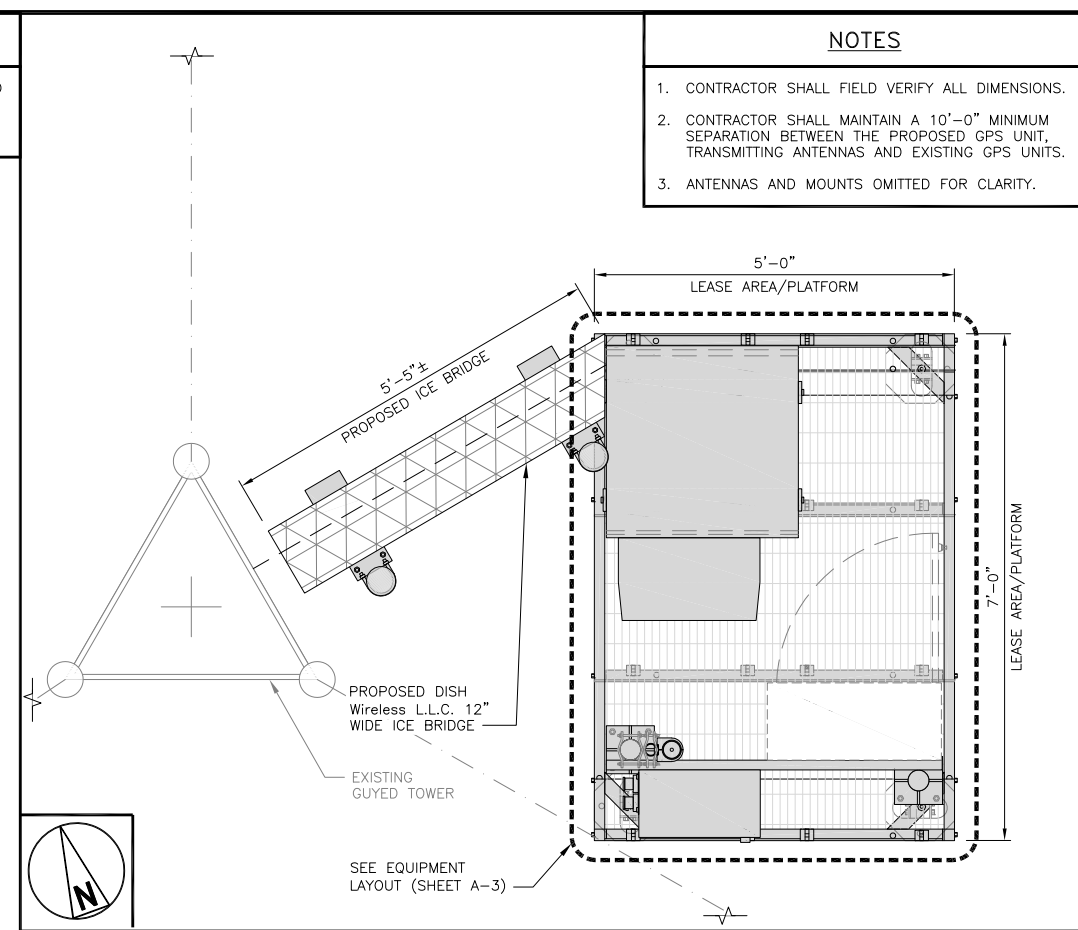 NOTES
1. CONTRACTOR SHALL FIELD VERIFY ALL DIMENSIONS.
2. CONTRACTOR SHALL MAINTAIN A 10'-0" MINIMUM
SEPARATION BETWEEN THE PROPOSED GPS UNIT,
TRANSMITTING ANTENNAS AND EXISTING GPS UNITS.
3. ANTENNAS AND MOUNTS OMITTED FOR CLARITY.
5'-0"
LEASE AREA/PLATFORM
5'-5"±
PROPOSED ICE BRIDGE
7'-0"
LEASE AREA/PLATFORM
PROPOSED DISH
Wireless L.L.C. 12"
WIDE ICE BRIDGE
EXISTING
GUYED TOWER
SEE EQUIPMENT
LAYOUT (SHEET A-3)
N